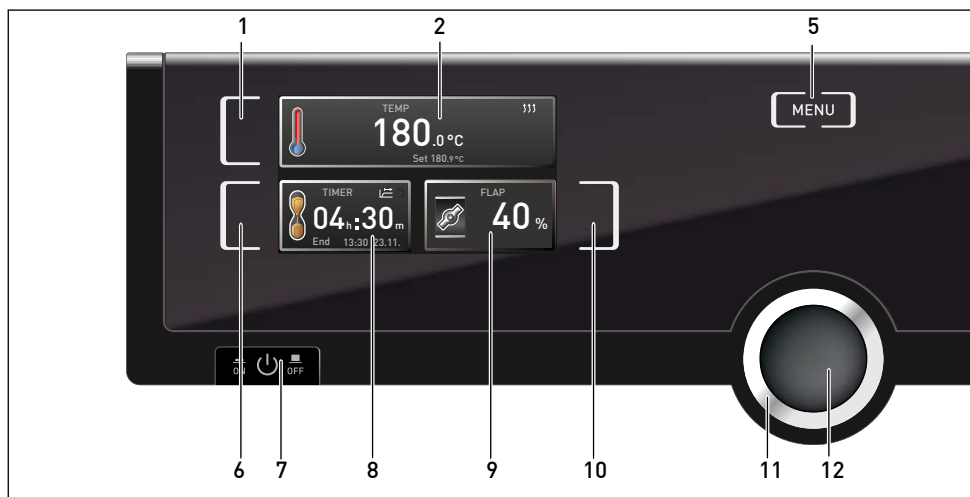 1 2 5
TEMP
180.0°C
Set 180.9°C
MENU
TIMER
04h:30m
End 13:30 23.11.
FLAP
40 %
ON OFF
6 7 8 9 10 11 12